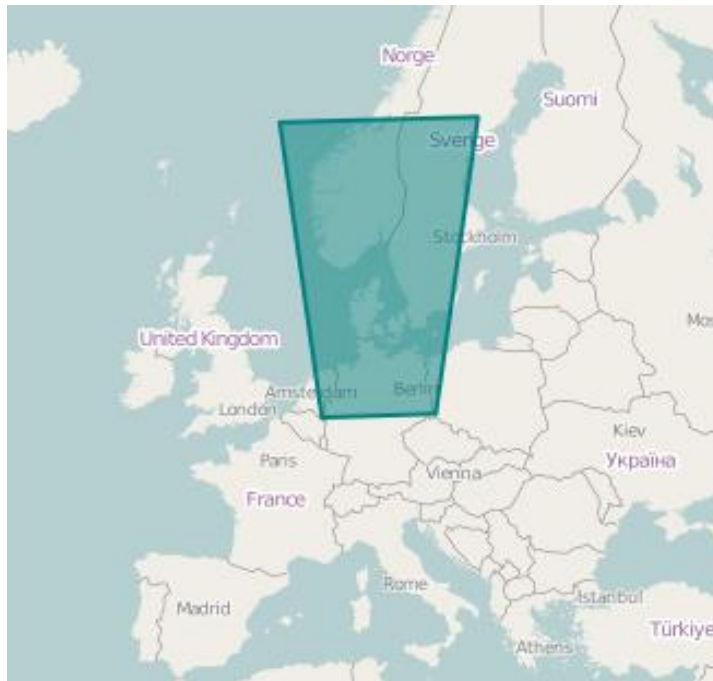 Norge
Suomi
Sverige
Stockholm
Mos
United Kingdom
Amsterdam
Berlin
London
Kiev
Paris
Україна
Vienna
France
Rome
Istanbul
Madrid
Türkiye
Athens